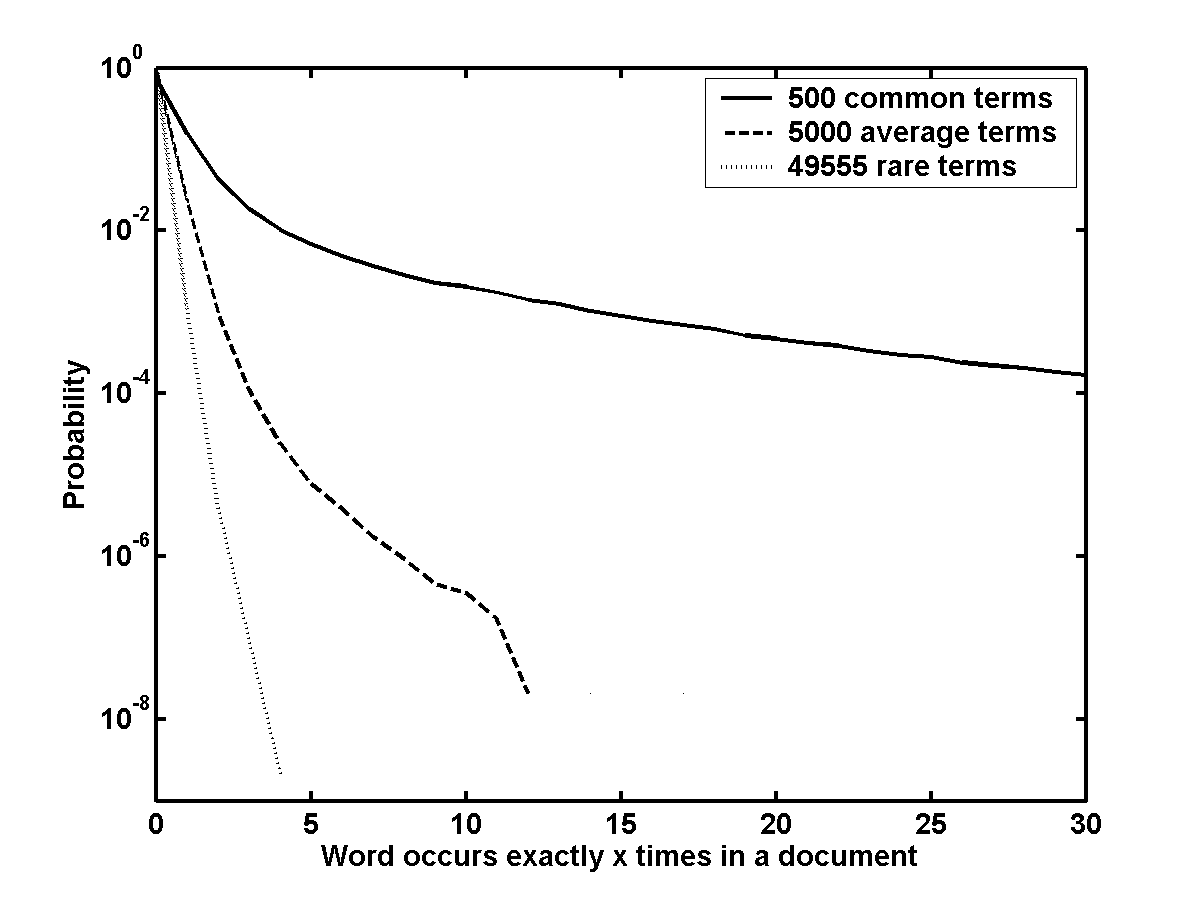 10^0
10^-2
10^-4
10^-6
10^-8
Probability
500 common terms
5000 average terms
49555 rare terms
0 5 10 15 20 25 30
Word occurs exactly x times in a document